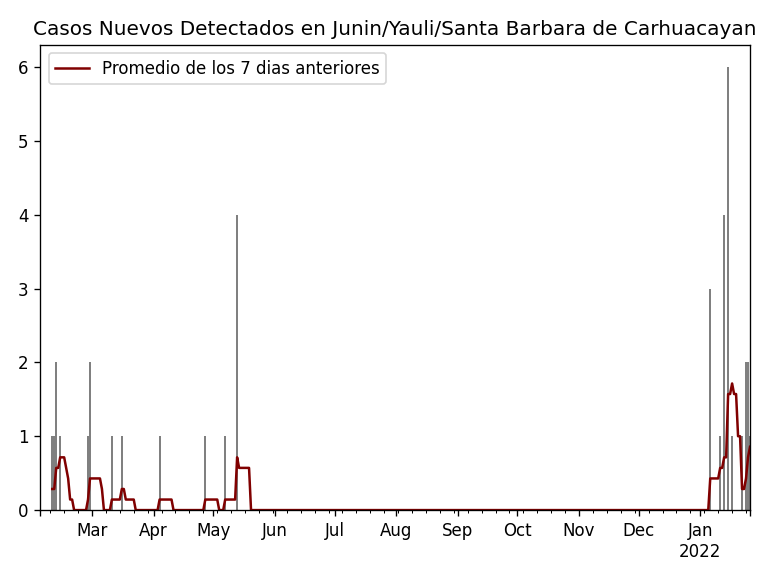 Casos Nuevos Detectados en Junin/Yauli/Santa Barbara de Carhuacayan
Promedio de los 7 dias anteriores
6
5
4
3
2
1
0
Mar Apr May Jun Jul Aug Sep Oct Nov Dec Jan
2022